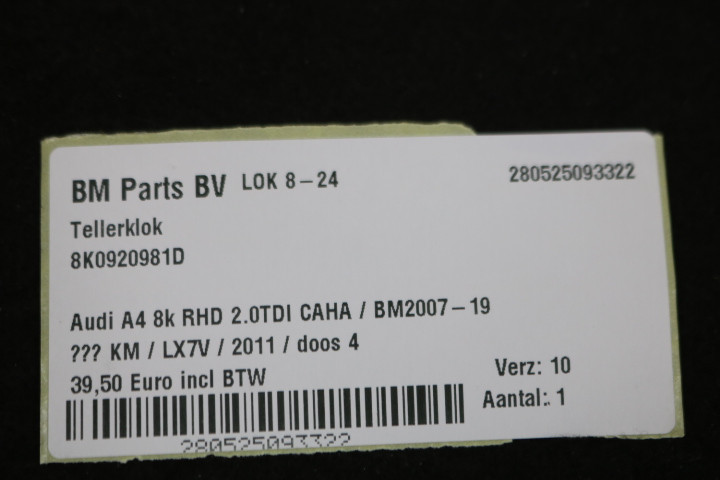 BM Parts BV LOK 8-24 280525093322
Tellerklok
8K0920981D
Audi A4 8k RHD 2.0TDI CAHA / BM2007-19
??? KM / LX7V / 2011 / doos 4
39,50 Euro incl BTW
Verz: 10
Aantal: 1
280525093322